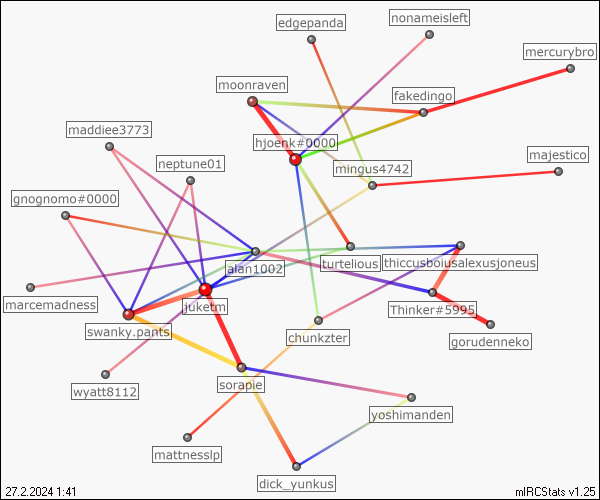 edgepanda
nonameisleft
mercurybro
moonraven
fakedingo
maddiee3773
hjoenk#0000
neptune01
mingus4742
majestico
gnognomo#0000
alan1002
turtelious
thiccusboiusalexusjoneus
marcemadness
juketm
Thinker#5995
swanky.pants
chunkzter
gorudenneko
wyatt8112
sorapie
yoshimanden
mattnesslp
dick_yunkus
27.2.2024 1:41
mIRCStats v1.25